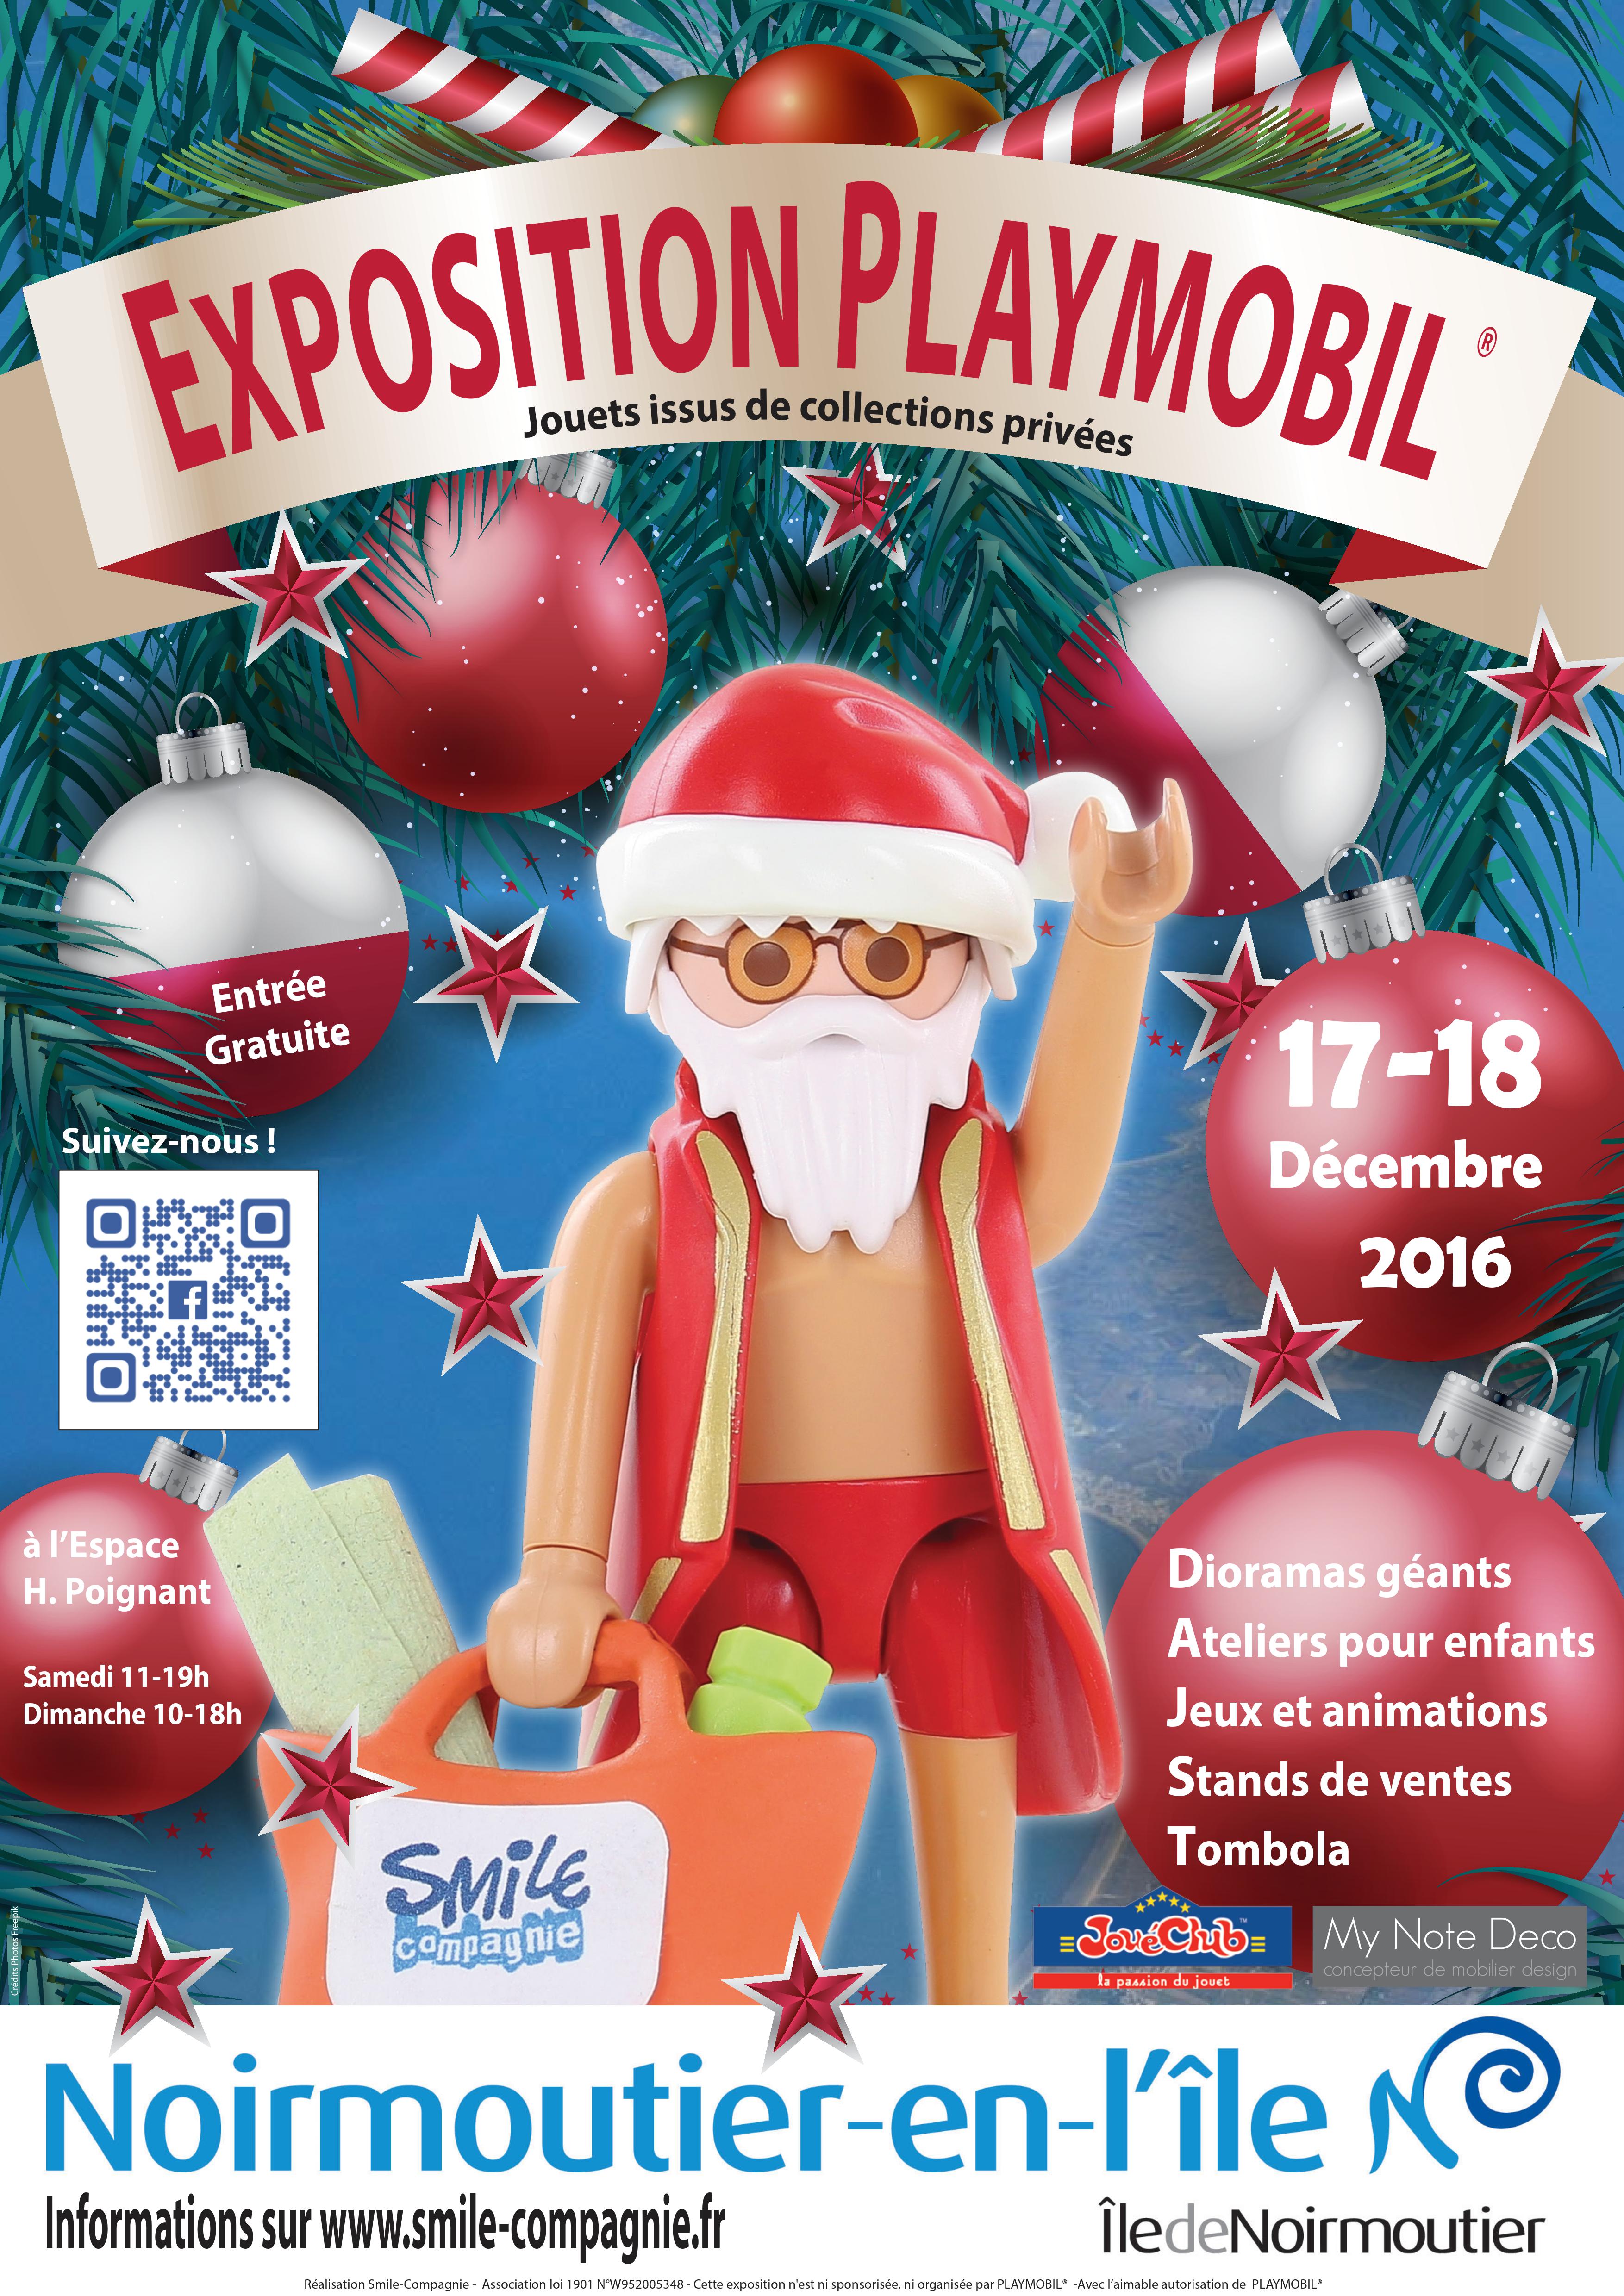 EXPOSITION PLAYMOBIL ®
Jouets issus de collections privées
Entrée
Gratuite
Suivez-nous !
f
17-18
Décembre
2016
à l'Espace
H. Poignant
Samedi 11-19h
Dimanche 10-18h
Dioramas géants
Ateliers pour enfants
Jeux et animations
Stands de ventes
Tombola
SMiLE
compagnie
JouéClub™
la passion du jouet
My Note Deco
concepteur de mobilier design
Crédits Photos Freepik
Noirmoutier-en-l'île
Informations sur www.smile-compagnie.fr
ÎledeNoirmoutier
Réalisation Smile-Compagnie - Association loi 1901 N°W952005348 - Cette exposition n'est ni sponsorisée, ni organisée par PLAYMOBIL® -Avec l'aimable autorisation de PLAYMOBIL®